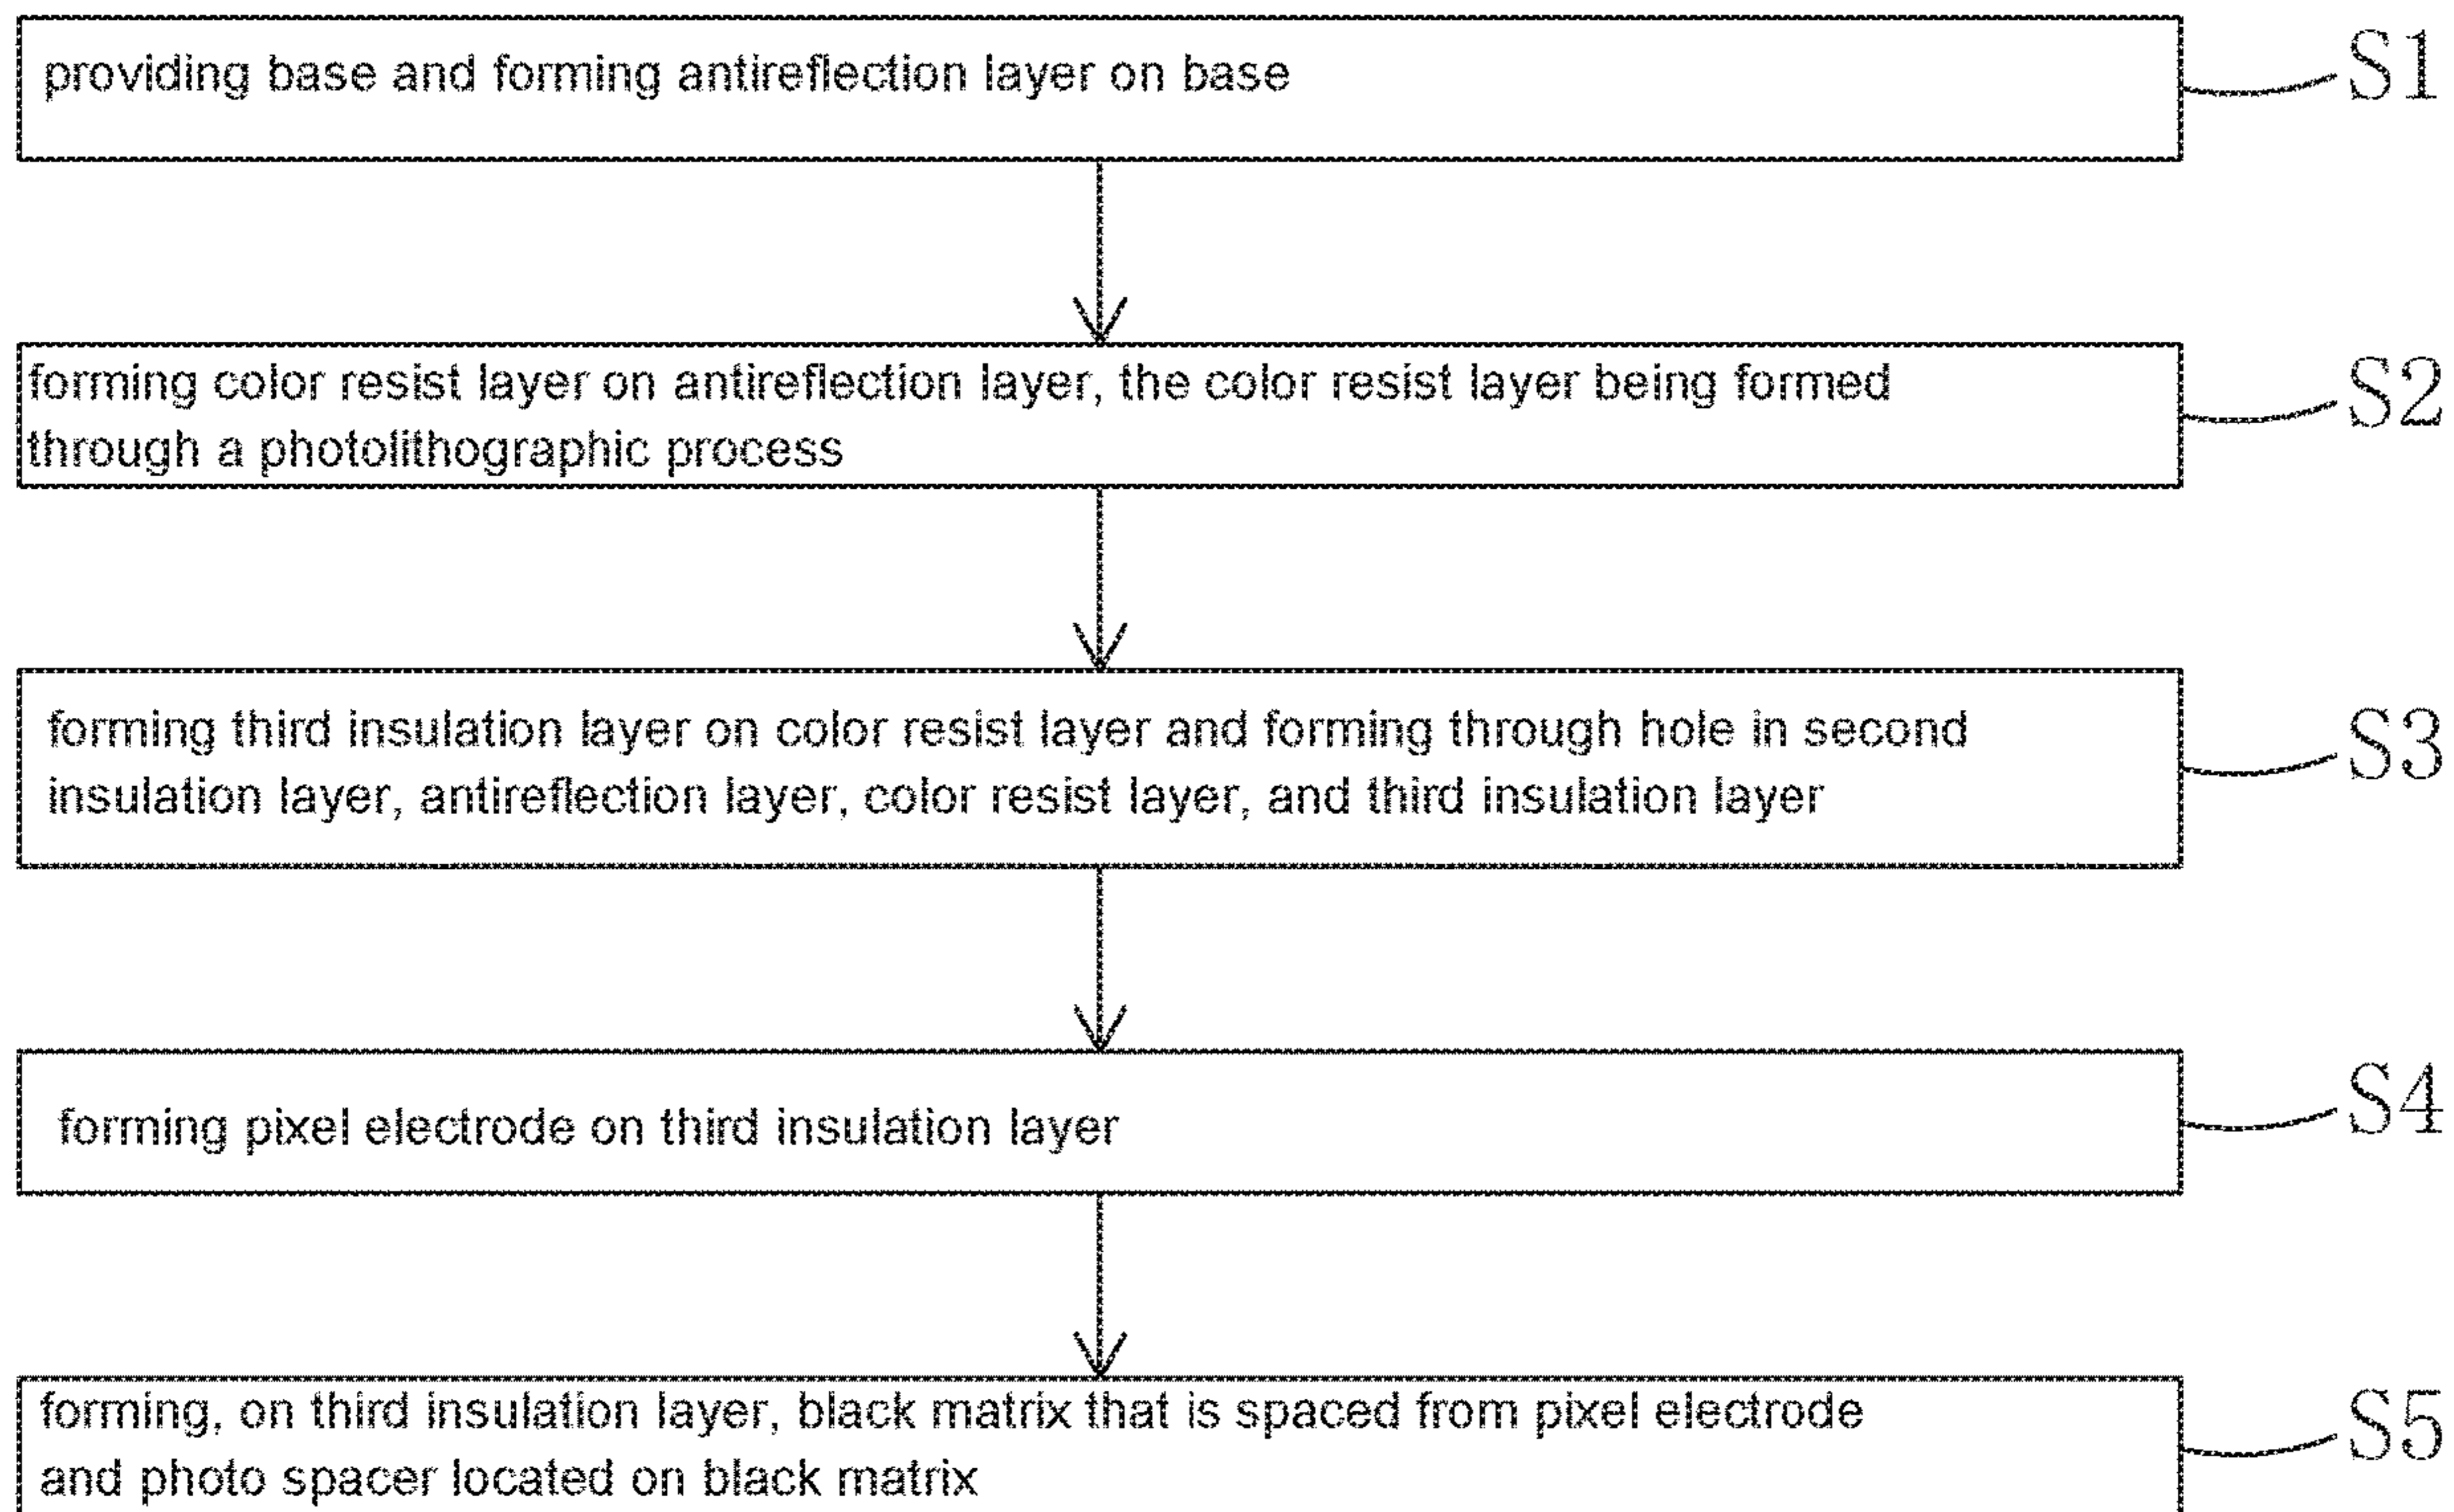 providing base and forming antireflection layer on base
S1
forming color resist layer on antireflection layer, the color resist layer being formed
through a photolithographic process
S2
forming third insulation layer on color resist layer and forming through hole in second
insulation layer, antireflection layer, color resist layer, and third insulation layer
S3
forming pixel electrode on third insulation layer
S4
forming, on third insulation layer, black matrix that is spaced from pixel electrode
and photo spacer located on black matrix
S5